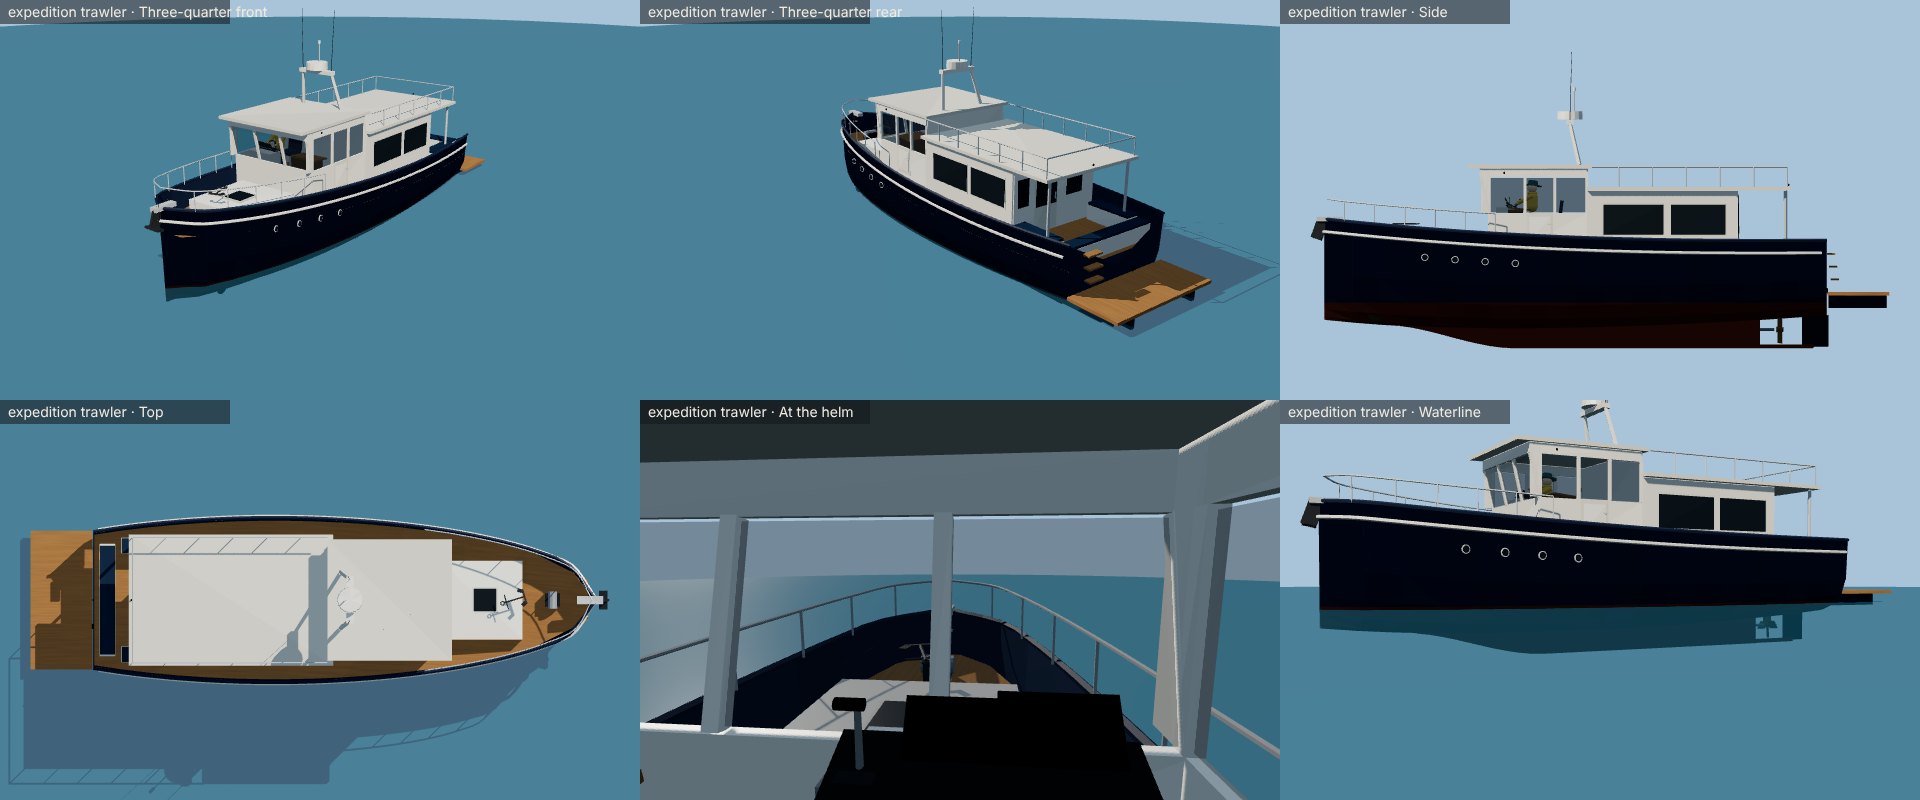 expedition trawler · Three-quarter front
expedition trawler · Three-quarter rear
expedition trawler · Side
expedition trawler · Top
expedition trawler · At the helm
expedition trawler · Waterline